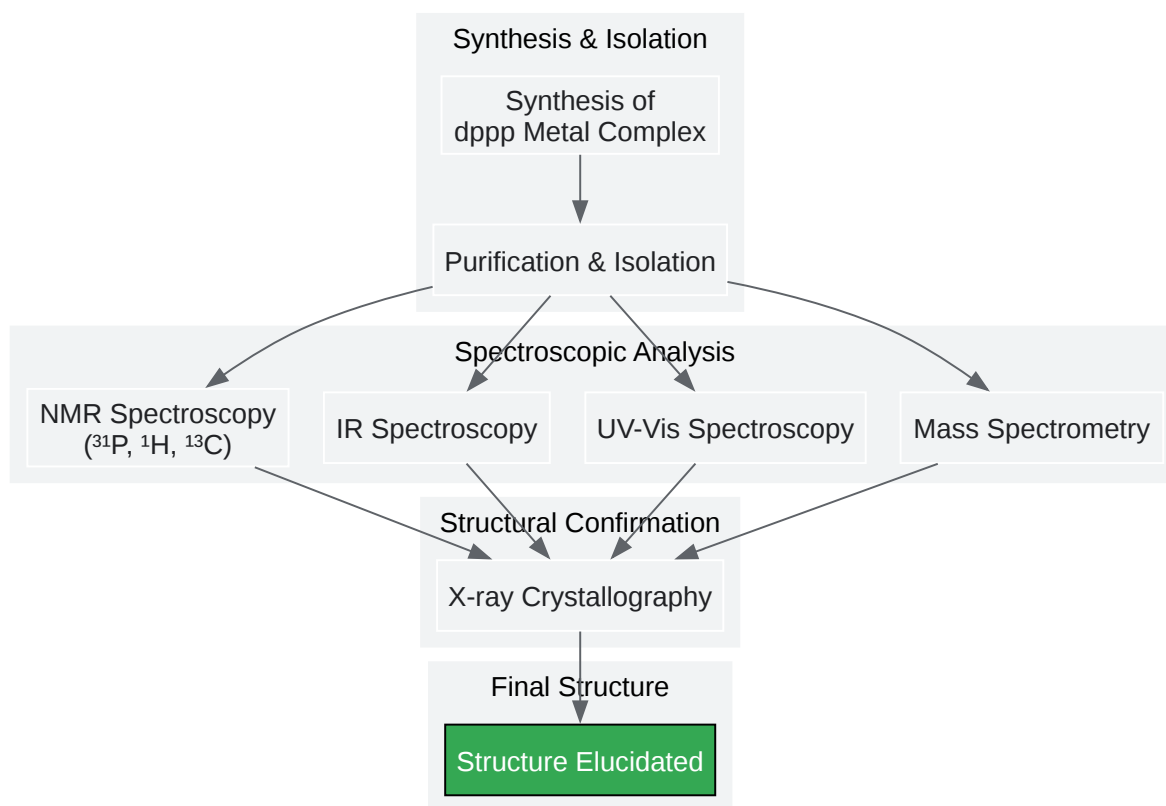 Synthesis & Isolation
Synthesis of
dppp Metal Complex
Purification & Isolation
Spectroscopic Analysis
NMR Spectroscopy
(³¹P, ¹H, ¹³C)
IR Spectroscopy
UV-Vis Spectroscopy
Mass Spectrometry
Structural Confirmation
X-ray Crystallography
Final Structure
Structure Elucidated